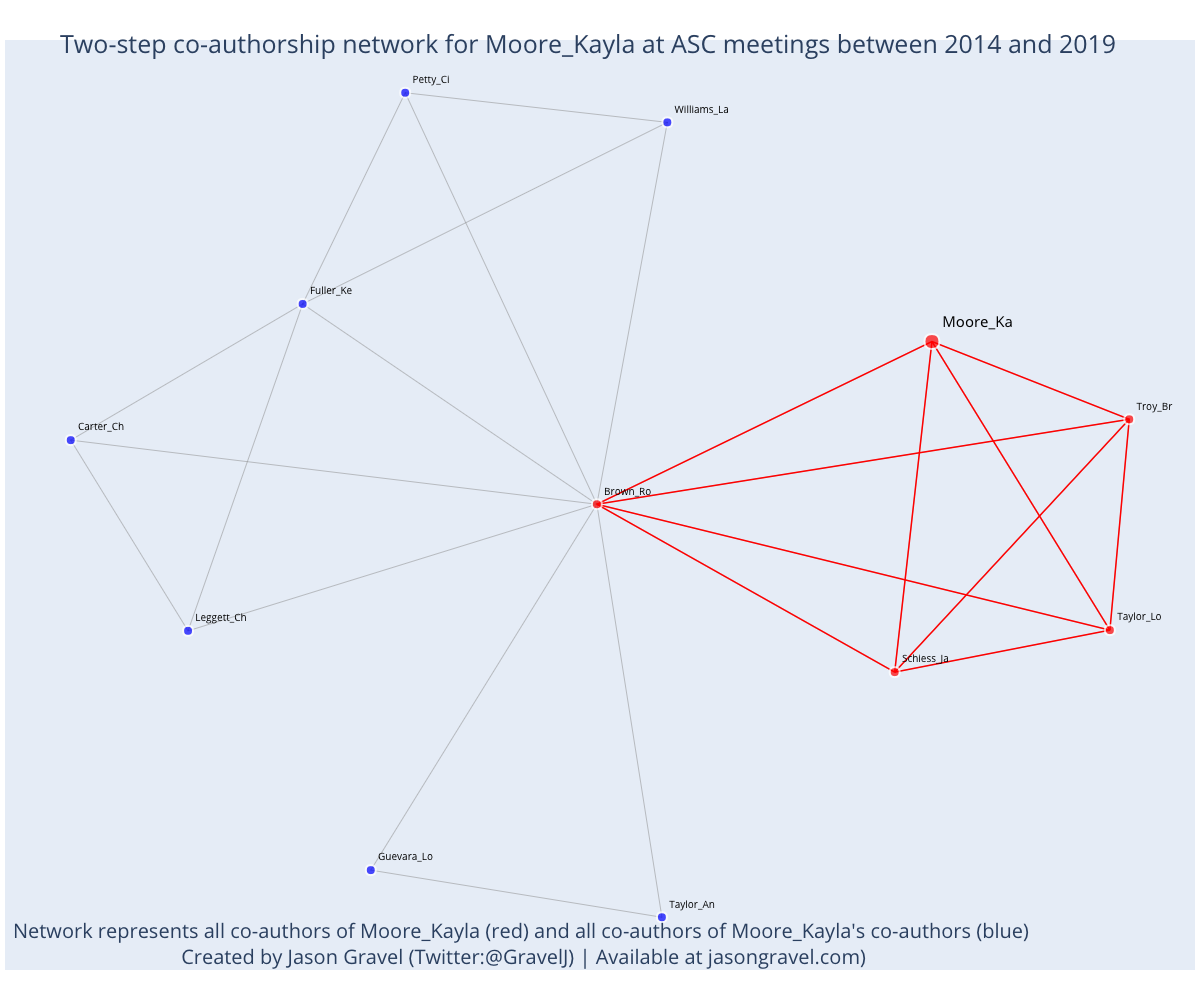 Two-step co-authorship network for Moore_Kayla at ASC meetings between 2014 and 2019
Petty_Ci
Williams_La
Fuller_Ke
Moore_Ka
Troy_Br
Carter_Ch
Brown_Ro
Leggett_Ch
Taylor_Lo
Schiess_Ja
Guevara_Lo
Taylor_An
Network represents all co-authors of Moore_Kayla (red) and all co-authors of Moore_Kayla's co-authors (blue)
Created by Jason Gravel (Twitter:@GravelJ) | Available at jasongravel.com)